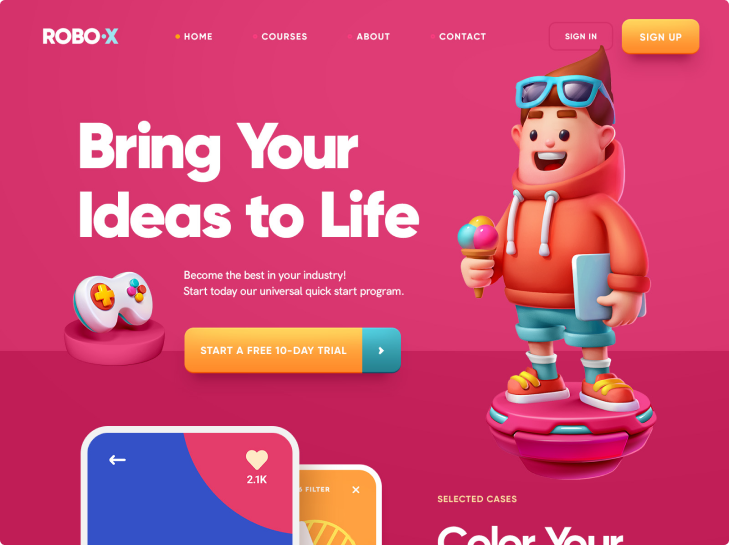 ROBO·X
HOME
COURSES
ABOUT
CONTACT
SIGN IN
SIGN UP
Bring Your
Ideas to Life
Become the best in your industry!
Start today our universal quick start program.
START A FREE 10-DAY TRIAL
2.1K
FILTER
SELECTED CASES
Color Your